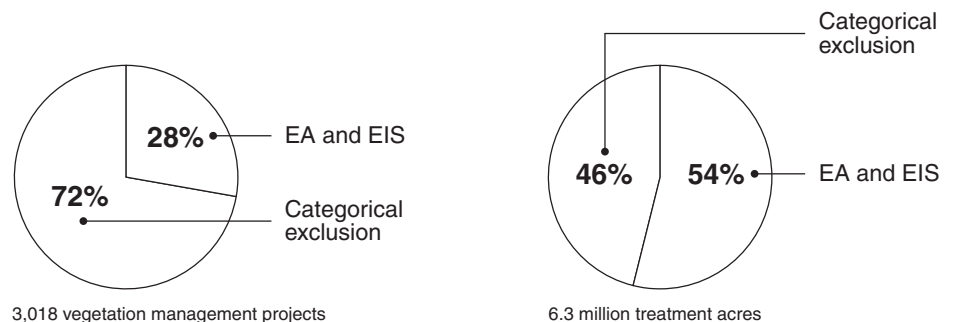 28%
EA and EIS
72%
Categorical
exclusion
3,018 vegetation management projects
Categorical
exclusion
46%
54%
EA and EIS
6.3 million treatment acres